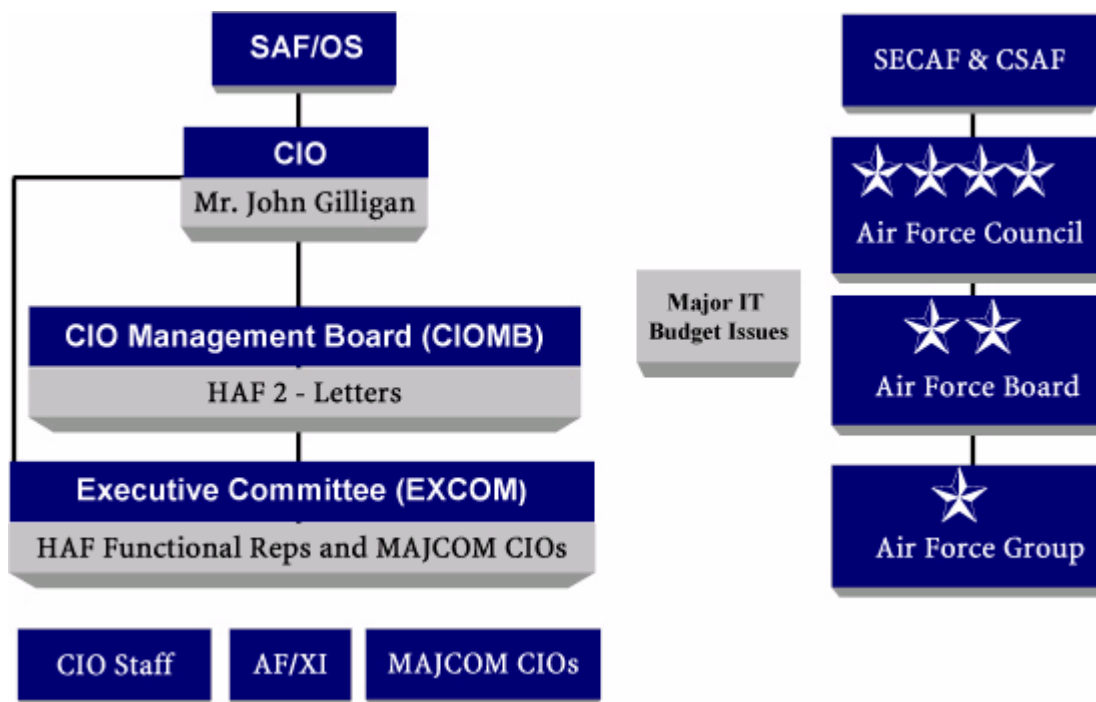 SAF/OS
CIO
Mr. John Gilligan
CIO Management Board (CIOMB)
HAF 2 - Letters
Executive Committee (EXCOM)
HAF Functional Reps and MAJCOM CIOs
CIO Staff
AF/XI
MAJCOM CIOs
Major IT
Budget Issues
SECAF & CSAF
Air Force Council
Air Force Board
Air Force Group